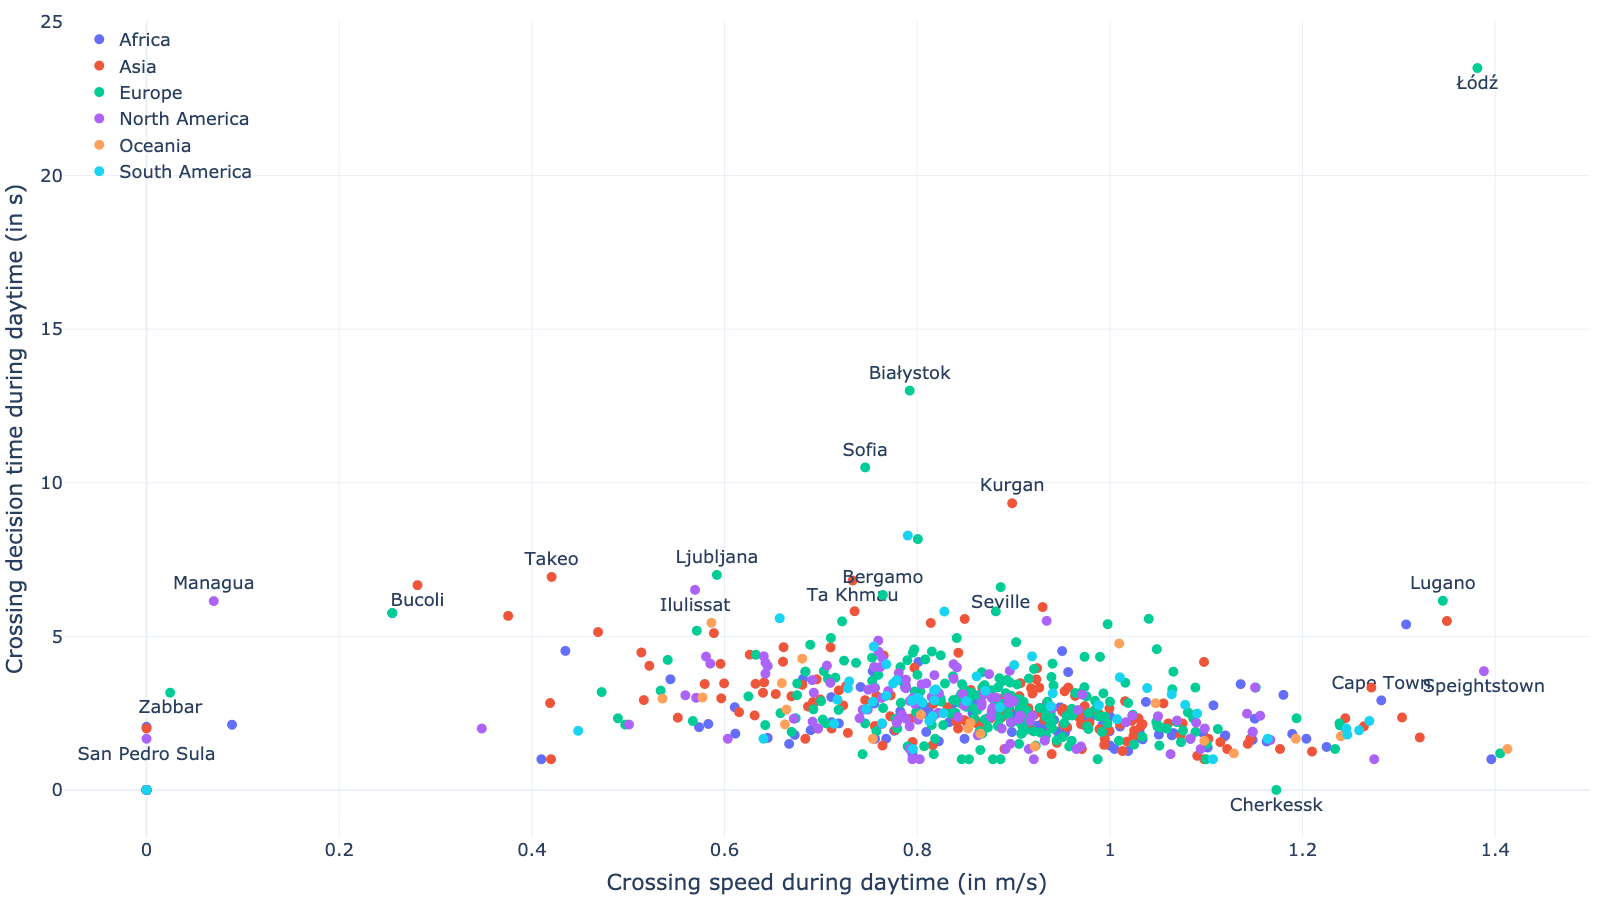 25
Africa
Asia
Europe
North America
Oceania
South America
Łódź
20
15
Białystok
Sofia
10
Kurgan
Takeo
Ljubljana
Managua
Bergamo
Lugano
Bucoli
Ilulissat
Ta Khmau
Seville
5
Zabbar
Cape Town
Speightstown
San Pedro Sula
0
Cherkessk
0
0.2
0.4
0.6
0.8
1
1.2
1.4
Crossing speed during daytime (in m/s)
Crossing decision time during daytime (in s)